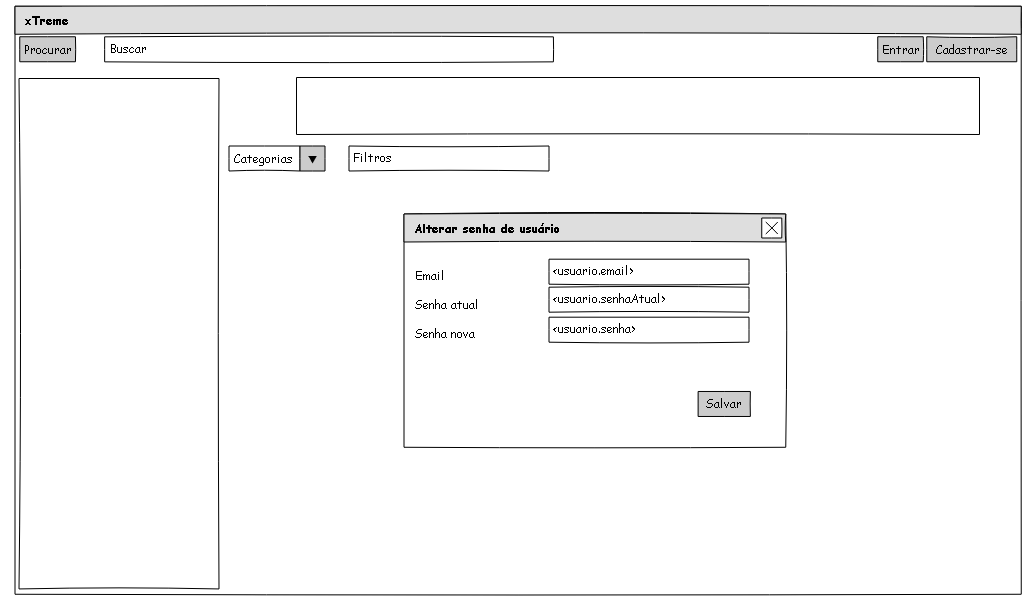 xTreme
Procurar
Buscar
Entrar
Cadastrar-se
Categorias
Filtros
Alterar senha de usuário
Email
<usuario.email>
Senha atual
<usuario.senhaAtual>
Senha nova
<usuario.senha>
Salvar